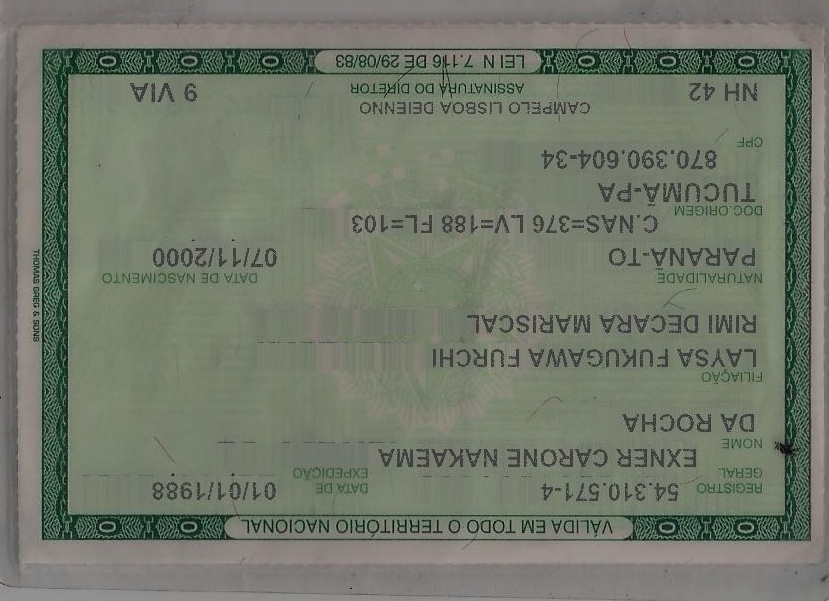 VÁLIDA EM TODO O TERRITÓRIO NACIONAL
REGISTRO GERAL 54.310.571-4 DATA DE EXPEDIÇÃO 01/01/1988
NOME
EXNER CARONE NAKAEMA
DA ROCHA
FILIAÇÃO
LAYSA FUKUGAWA FURCHI
RIMI DECARA MARISCAL
NATURALIDADE DATA DE NASCIMENTO
PARANÃ-TO 07/11/2000
DOC.ORIGEM
C.NAS=376 LV=188 FL=103
TUCUMÃ-PA
CPF
870.390.604-34
CAMPELO LISBOA DEIENNO
NH 42 ASSINATURA DO DIRETOR 9 VIA
LEI N 7.116 DE 29/08/83
THOMAS GREG & SONS